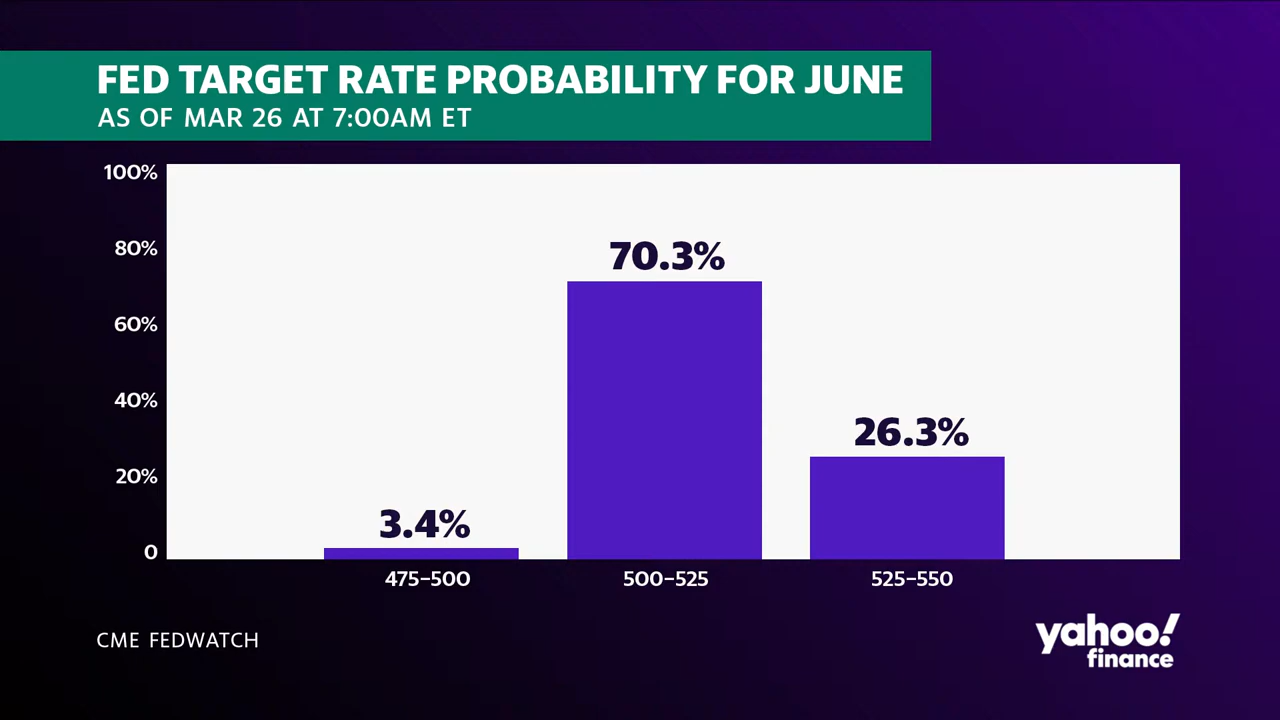 FED TARGET RATE PROBABILITY FOR JUNE
AS OF MAR 26 AT 7:00AM ET
100%
80%
60%
40%
20%
0
3.4%
70.3%
26.3%
475–500
500–525
525–550
CME FEDWATCH
yahoo!
finance